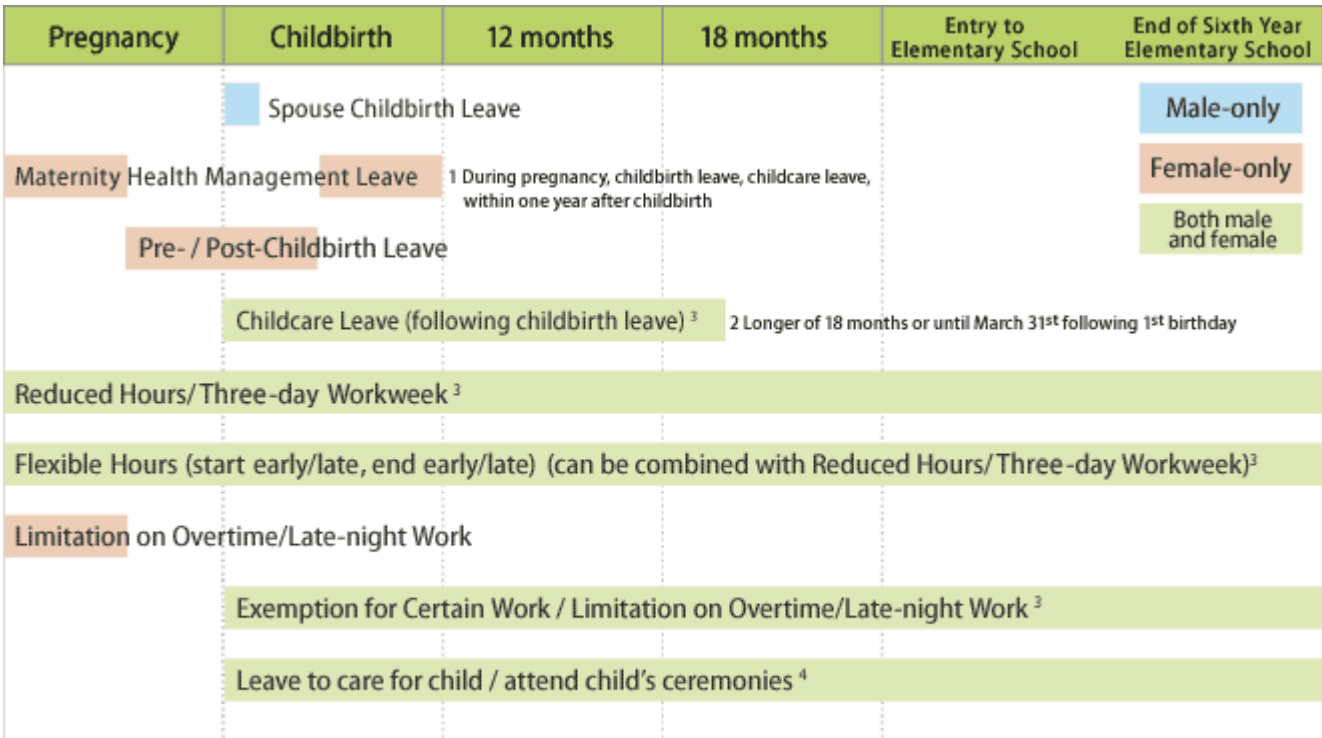 Pregnancy
Childbirth
12 months
18 months
Entry to
Elementary School
End of Sixth Year
Elementary School
Spouse Childbirth Leave
Male-only
Maternity Health Management Leave
1 During pregnancy, childbirth leave, childcare leave,
within one year after childbirth
Female-only
Pre- / Post-Childbirth Leave
Both male
and female
Childcare Leave (following childbirth leave) 3
2 Longer of 18 months or until March 31st following 1st birthday
Reduced Hours/Three-day Workweek 3
Flexible Hours (start early/late, end early/late) (can be combined with Reduced Hours/Three-day Workweek)3
Limitation on Overtime/Late-night Work
Exemption for Certain Work / Limitation on Overtime/Late-night Work 3
Leave to care for child / attend child's ceremonies 4